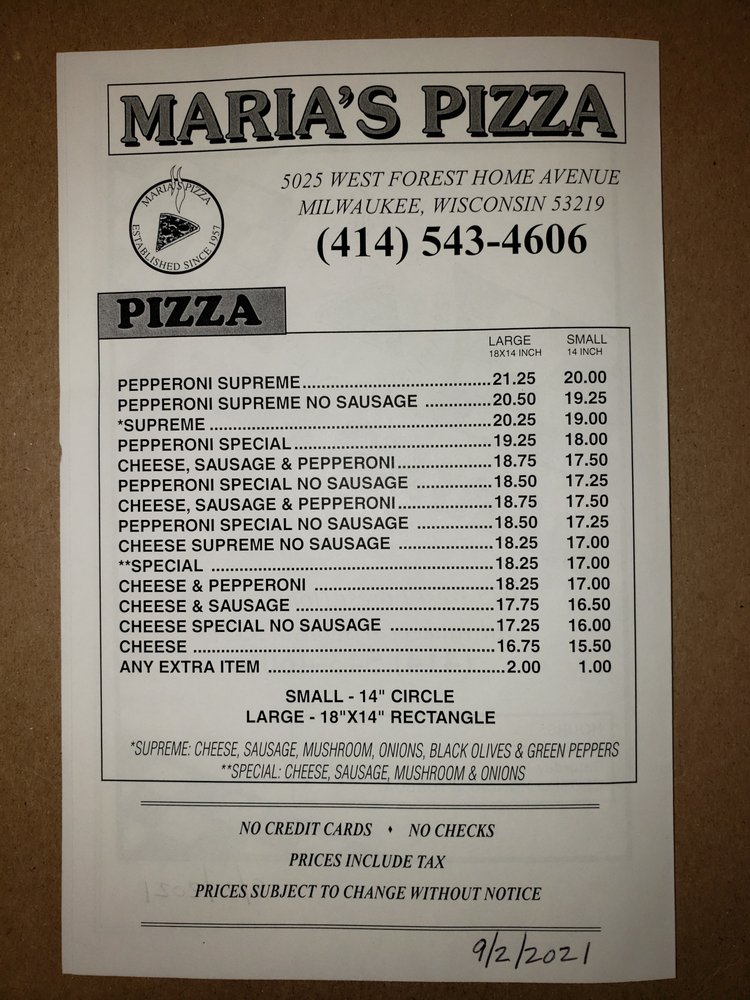 MARIA'S PIZZA
MARIA'S PIZZA
ESTABLISHED SINCE 1957
5025 WEST FOREST HOME AVENUE
MILWAUKEE, WISCONSIN 53219
(414) 543-4606
PIZZA
LARGE SMALL
18X14 INCH 14 INCH
PEPPERONI SUPREME 21.25 20.00
PEPPERONI SUPREME NO SAUSAGE 20.50 19.25
*SUPREME 20.25 19.00
PEPPERONI SPECIAL 19.25 18.00
CHEESE, SAUSAGE & PEPPERONI 18.75 17.50
PEPPERONI SPECIAL NO SAUSAGE 18.50 17.25
CHEESE, SAUSAGE & PEPPERONI 18.75 17.50
PEPPERONI SPECIAL NO SAUSAGE 18.50 17.25
CHEESE SUPREME NO SAUSAGE 18.25 17.00
**SPECIAL 18.25 17.00
CHEESE & PEPPERONI 18.25 17.00
CHEESE & SAUSAGE 17.75 16.50
CHEESE SPECIAL NO SAUSAGE 17.25 16.00
CHEESE 16.75 15.50
ANY EXTRA ITEM 2.00 1.00
SMALL - 14" CIRCLE
LARGE - 18"X14" RECTANGLE
*SUPREME: CHEESE, SAUSAGE, MUSHROOM, ONIONS, BLACK OLIVES & GREEN PEPPERS
**SPECIAL: CHEESE, SAUSAGE, MUSHROOM & ONIONS
NO CREDIT CARDS ♦ NO CHECKS
PRICES INCLUDE TAX
PRICES SUBJECT TO CHANGE WITHOUT NOTICE
9/2/2021